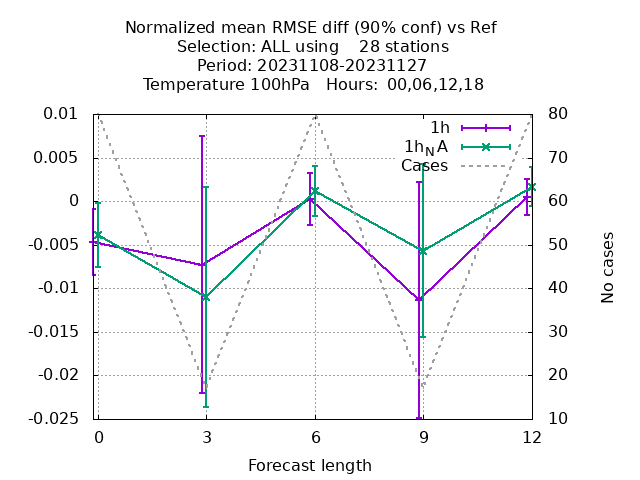 Normalized mean RMSE diff (90% conf) vs Ref
Selection: ALL using    28 stations
Period: 20231108-20231127
Temperature 100hPa   Hours: 00,06,12,18
0.01
0.005
0
-0.005
-0.01
-0.015
-0.02
-0.025
80
70
60
50
40
30
20
10
1h
1h_NA
Cases
No cases
0 3 6 9 12
Forecast length